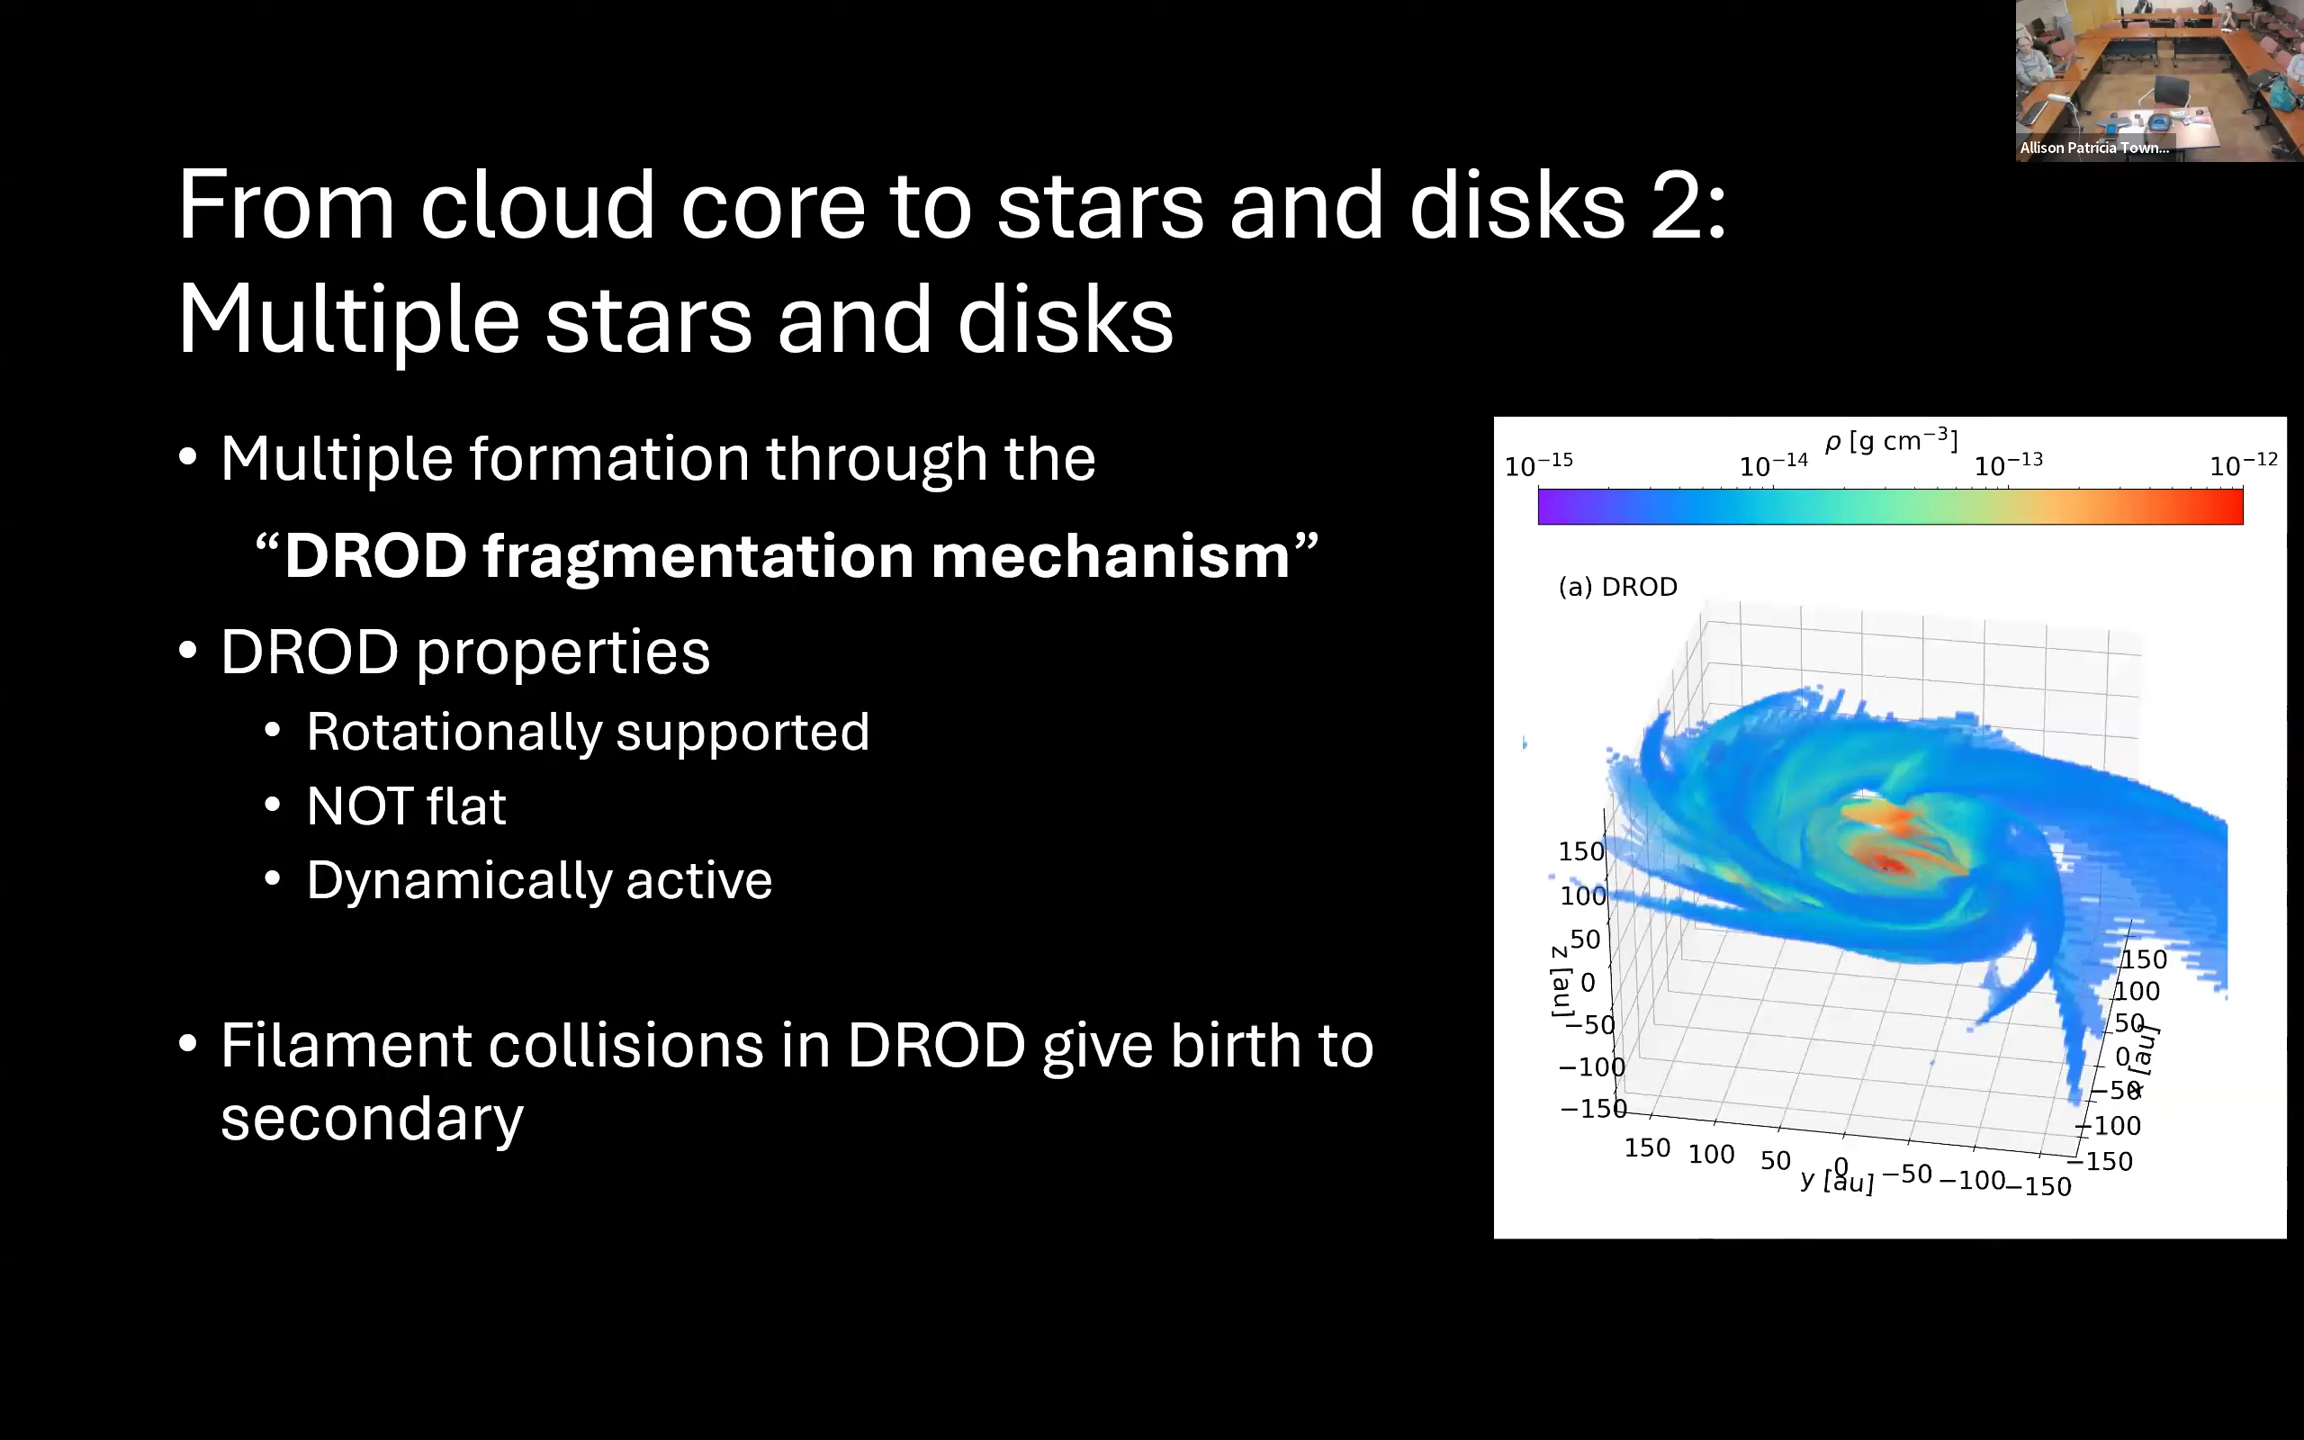 Allison Patricia Town...
From cloud core to stars and disks 2:
Multiple stars and disks
• Multiple formation through the
“DROD fragmentation mechanism”
• DROD properties
• Rotationally supported
• NOT flat
• Dynamically active
• Filament collisions in DROD give birth to
secondary
ρ [g cm⁻³]
10⁻¹⁵ 10⁻¹⁴ 10⁻¹³ 10⁻¹²
(a) DROD
150
100
50
0
−50
−100
−150
z [au]
150 100 50 0 −50 −100 −150
y [au]
150
100
50
0
−50
−100
−150
x [au]